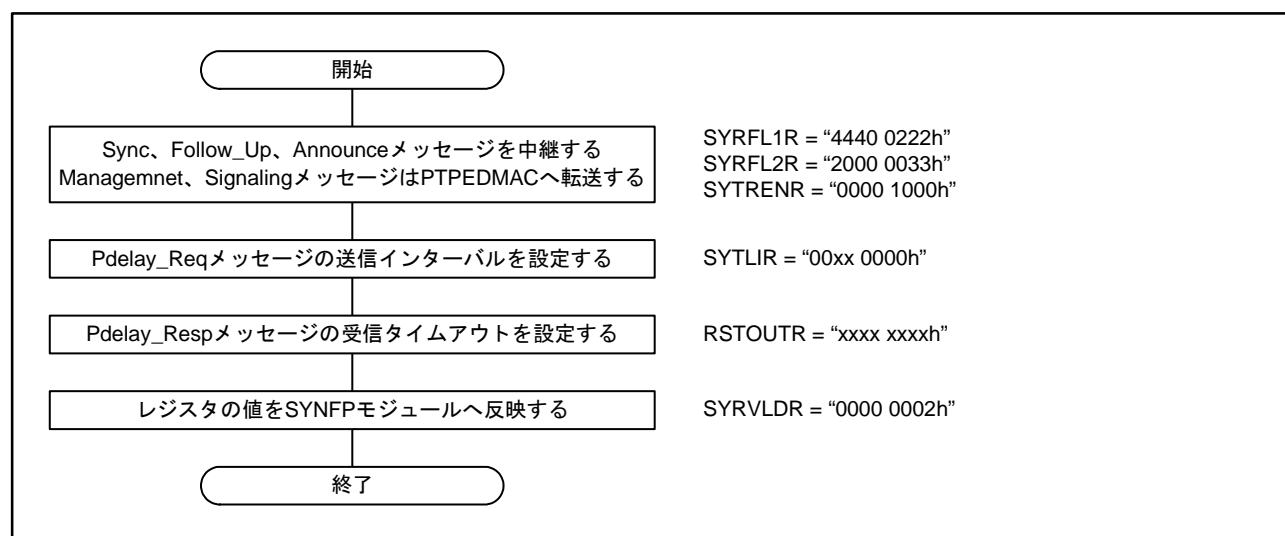 開始
Sync、Follow_Up、Announceメッセージを中継する
Managemnet、SignalingメッセージはPTPEDMACへ転送する
SYRFL1R = “4440 0222h”
SYRFL2R = “2000 0033h”
SYTRENR = “0000 1000h”
Pdelay_Reqメッセージの送信インターバルを設定する
SYTLIR = “00xx 0000h”
Pdelay_Respメッセージの受信タイムアウトを設定する
RSTOUTR = “xxxx xxxxh”
レジスタの値をSYNFPモジュールへ反映する
SYRVLDR = “0000 0002h”
終了